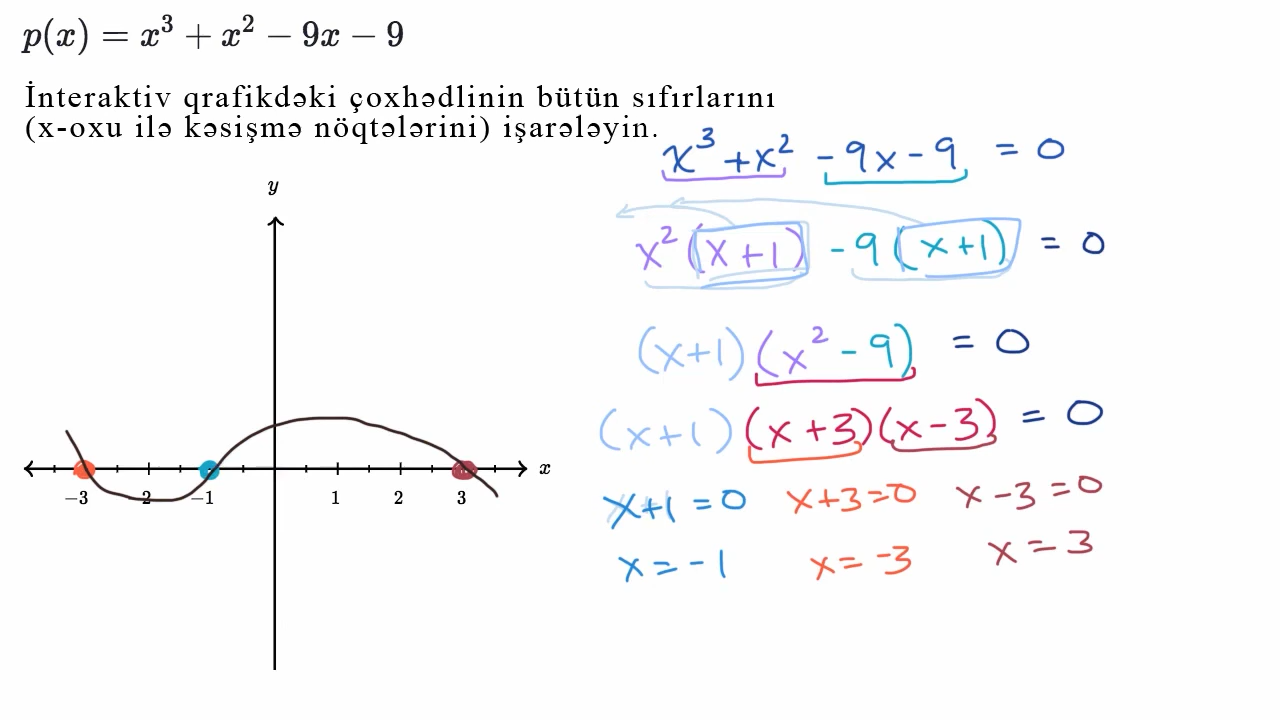 p(x) = x³ + x² − 9x − 9
İnteraktiv qrafikdəki çoxhədlinin bütün sıfırlarını
(x-oxu ilə kəsişmə nöqtələrini) işarələyin.
x³ + x² - 9x - 9 = 0
x² (x + 1) - 9 (x + 1) = 0
(x+1) (x² - 9) = 0
(x+1) (x + 3) (x - 3) = 0
x+1 = 0 x+3=0 x-3=0
x = -1 x = -3 x = 3
y
x
−3 2 −1 1 2 3